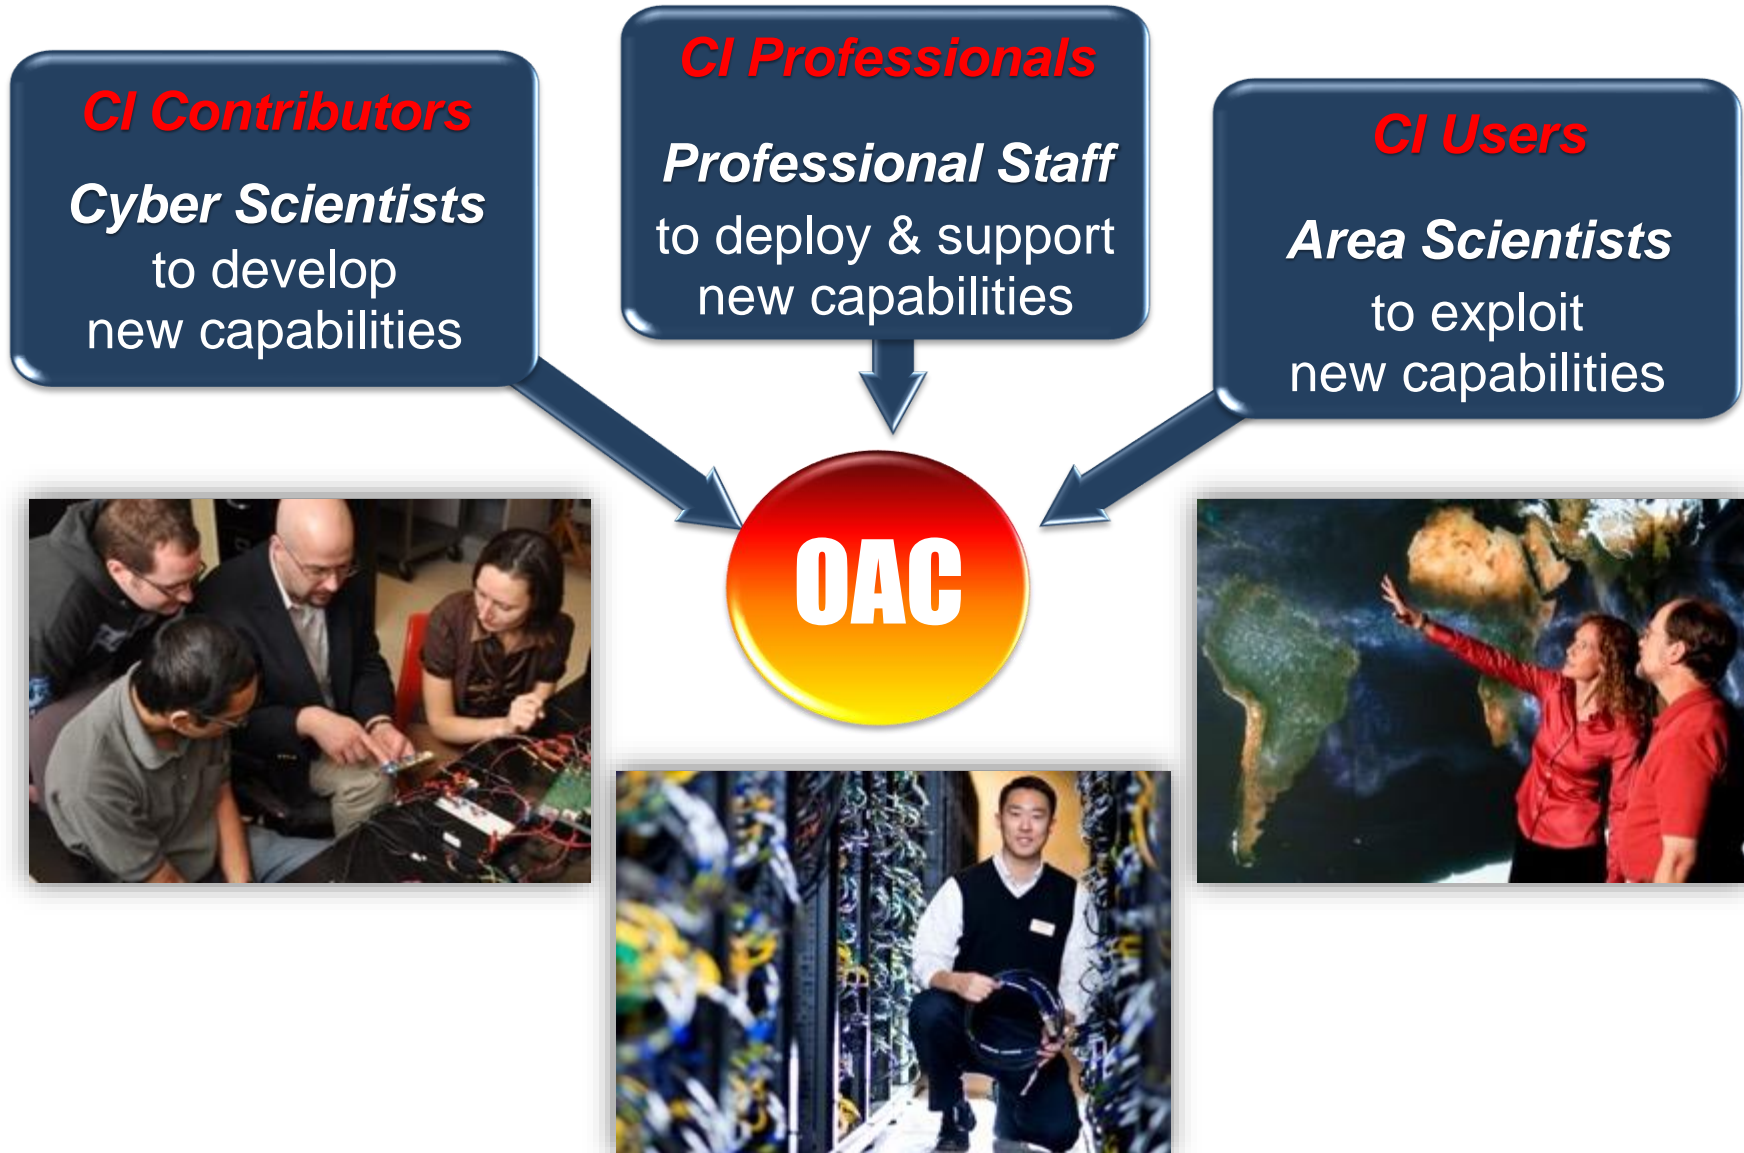 CI Contributors
Cyber Scientists
to develop
new capabilities
CI Professionals
Professional Staff
to deploy & support
new capabilities
CI Users
Area Scientists
to exploit
new capabilities
OAC